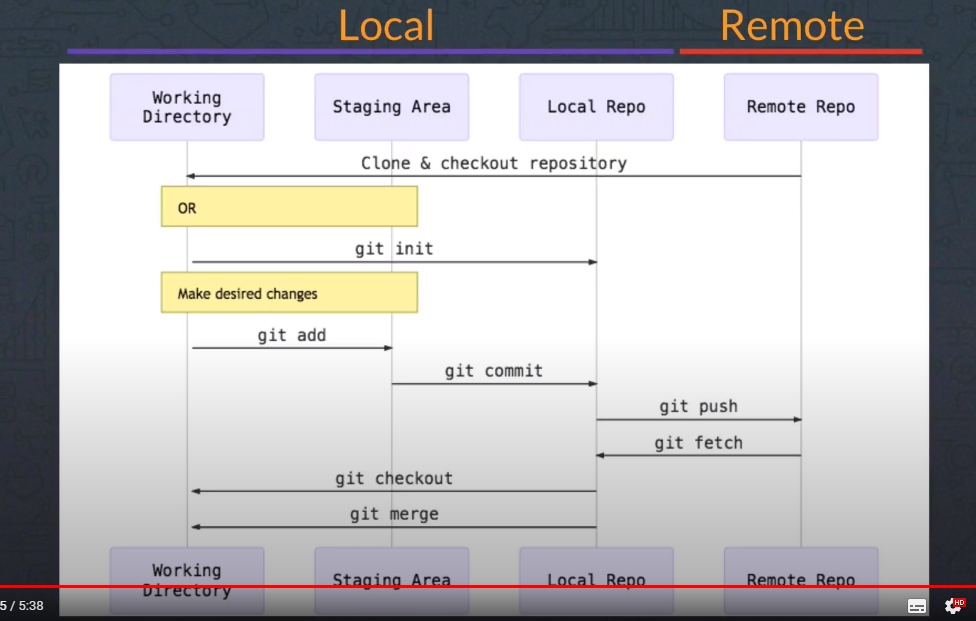 Local
Remote
Working
Directory
Staging Area
Local Repo
Remote Repo
Clone & checkout repository
OR
git init
Make desired changes
git add
git commit
git push
git fetch
git checkout
git merge
Working
Directory
Staging Area
Local Repo
Remote Repo
5 / 5:38
HD